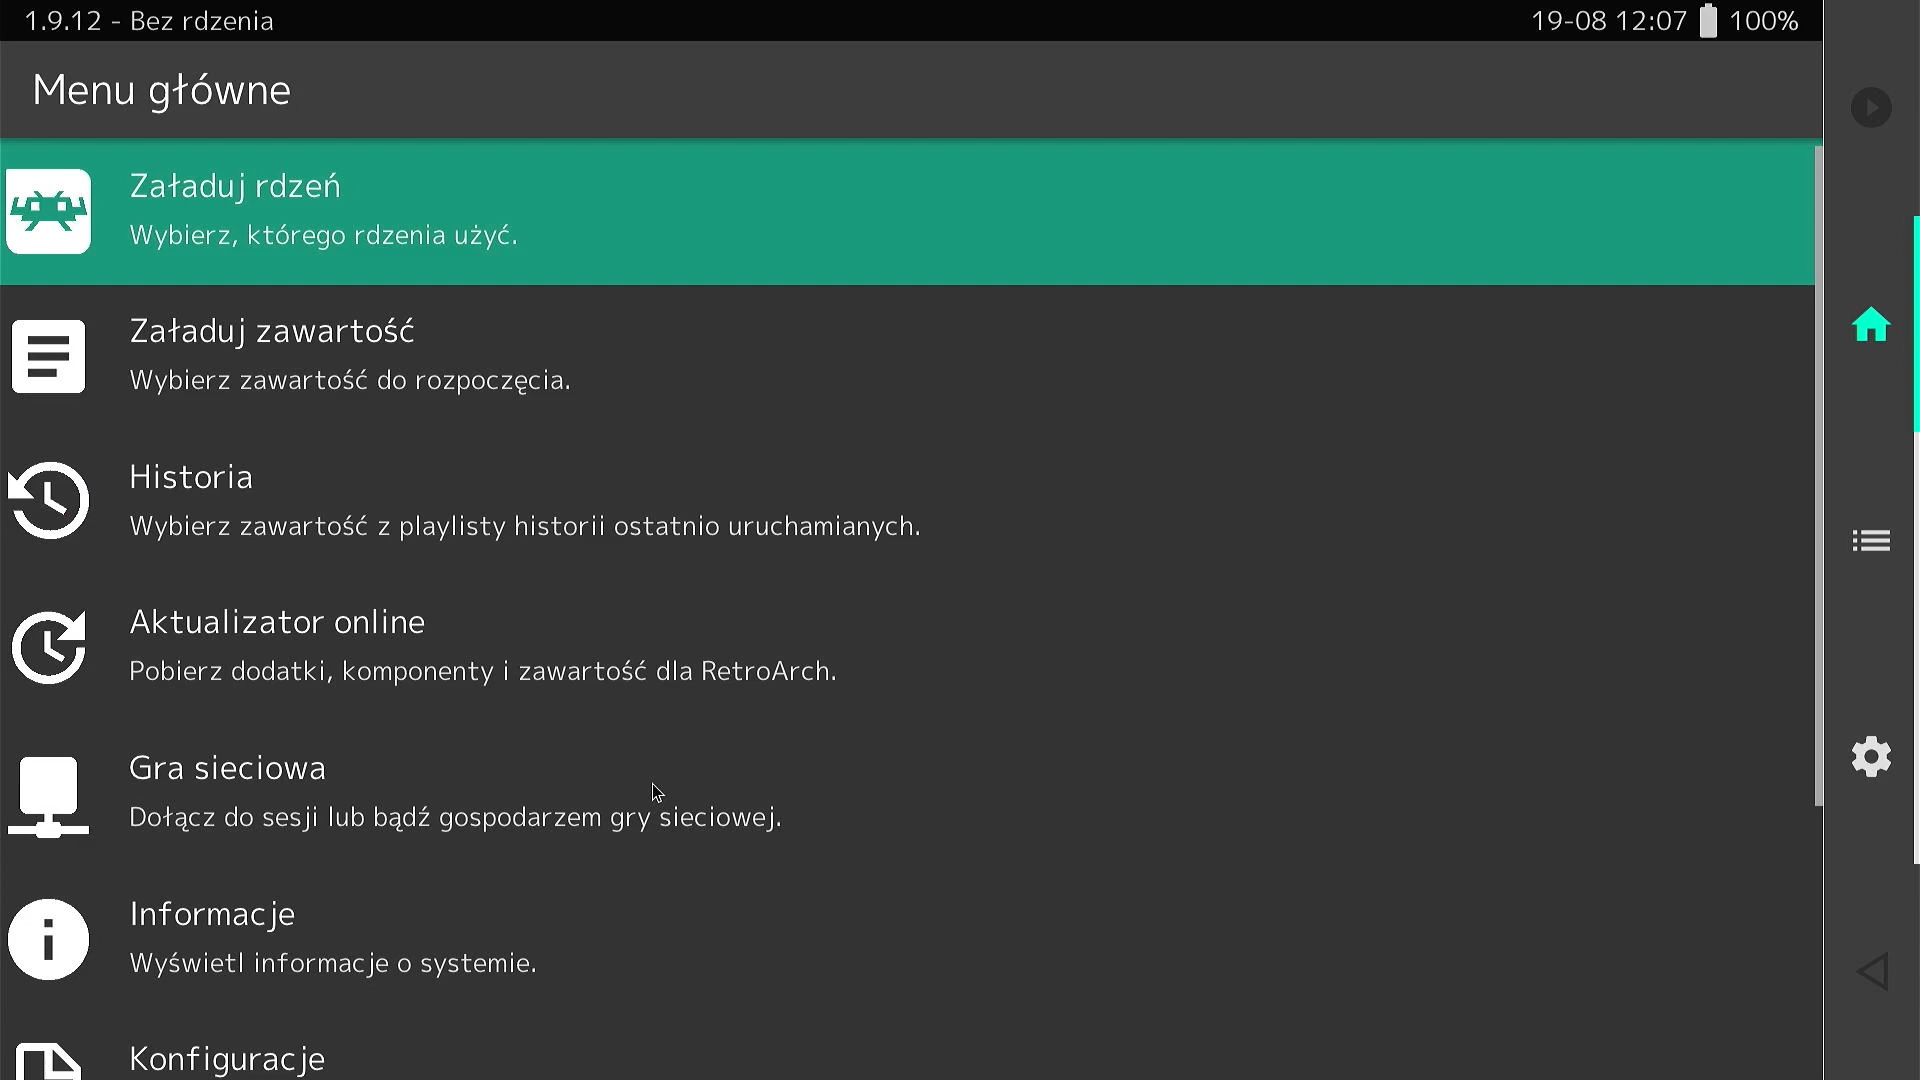 1.9.12 - Bez rdzenia
19-08 12:07 100%
Menu główne
Załaduj rdzeń
Wybierz, którego rdzenia użyć.
Załaduj zawartość
Wybierz zawartość do rozpoczęcia.
Historia
Wybierz zawartość z playlisty historii ostatnio uruchamianych.
Aktualizator online
Pobierz dodatki, komponenty i zawartość dla RetroArch.
Gra sieciowa
Dołącz do sesji lub bądź gospodarzem gry sieciowej.
Informacje
Wyświetl informacje o systemie.
Konfiguracje